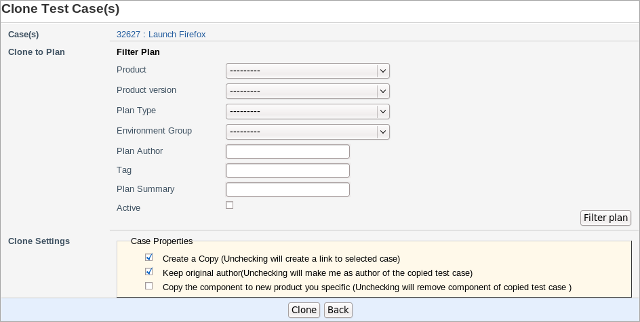 Clone Test Case(s)
Case(s) 32627 : Launch Firefox
Clone to Plan Filter Plan
Product ---------
Product version ---------
Plan Type ---------
Environment Group ---------
Plan Author
Tag
Plan Summary
Active
Filter plan
Clone Settings Case Properties
Create a Copy (Unchecking will create a link to selected case)
Keep original author(Unchecking will make me as author of the copied test case)
Copy the component to new product you specific (Unchecking will remove component of copied test case )
Clone Back